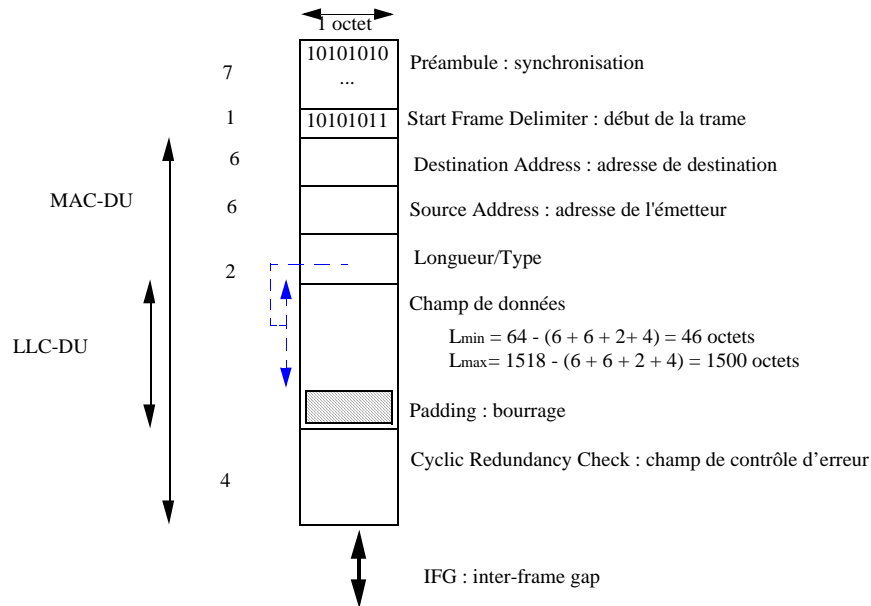 1 octet
10101010
...
7
Préambule : synchronisation
1
10101011
Start Frame Delimiter : début de la trame
6
Destination Address : adresse de destination
MAC-DU
6
Source Address : adresse de l'émetteur
2
Longueur/Type
Champ de données
Lmin = 64 - (6 + 6 + 2+ 4) = 46 octets
Lmax= 1518 - (6 + 6 + 2 + 4) = 1500 octets
LLC-DU
Padding : bourrage
Cyclic Redundancy Check : champ de contrôle d’erreur
4
IFG : inter-frame gap